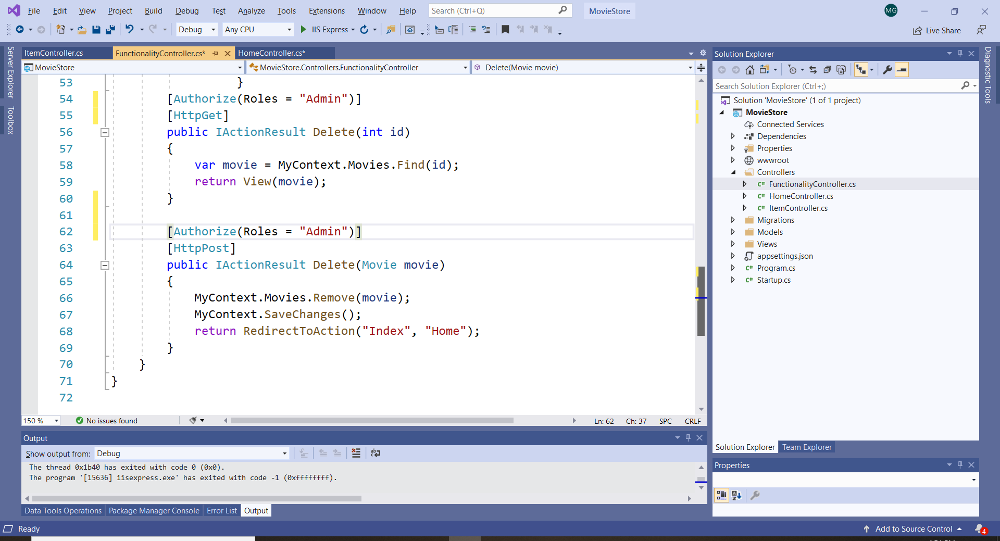 File Edit View Project Build Debug Test Analyze Tools Extensions Window Help Search (Ctrl+Q) MovieStore MG
Debug Any CPU IIS Express Live Share
Server Explorer
Toolbox
ItemController.cs FunctionalityController.cs* HomeController.cs*
MovieStore MovieStore.Controllers.FunctionalityController Delete(Movie movie)
53 }
54 [Authorize(Roles = "Admin")]
55 [HttpGet]
56 public IActionResult Delete(int id)
57 {
58 var movie = MyContext.Movies.Find(id);
59 return View(movie);
60 }
61
62 [Authorize(Roles = "Admin")]
63 [HttpPost]
64 public IActionResult Delete(Movie movie)
65 {
66 MyContext.Movies.Remove(movie);
67 MyContext.SaveChanges();
68 return RedirectToAction("Index", "Home");
69 }
70 }
71 }
72
150 % No issues found Ln: 62 Ch: 37 SPC CRLF
Output
Show output from: Debug
The thread 0x1b40 has exited with code 0 (0x0).
The program '[15636] iisexpress.exe' has exited with code -1 (0xffffffff).
Data Tools Operations Package Manager Console Error List Output
Solution Explorer
Search Solution Explorer (Ctrl+;)
Solution 'MovieStore' (1 of 1 project)
MovieStore
Connected Services
Dependencies
Properties
wwwroot
Controllers
C# FunctionalityController.cs
C# HomeController.cs
C# ItemController.cs
Migrations
Models
Views
appsettings.json
C# Program.cs
C# Startup.cs
Solution Explorer Team Explorer
Properties
Diagnostic Tools
Ready Add to Source Control 4